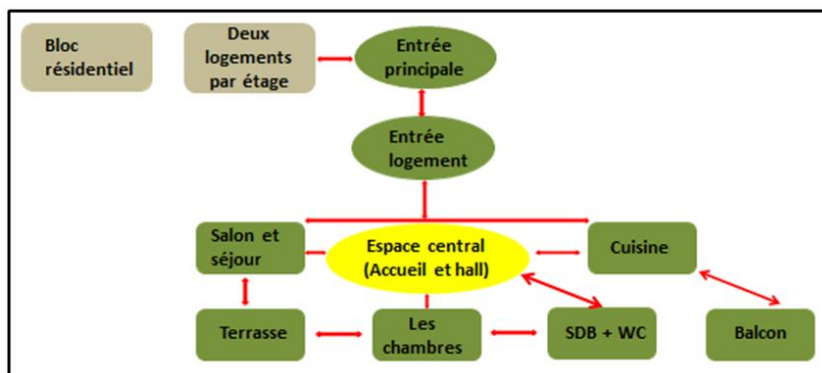 Bloc
résidentiel
Deux
logements
par étage
Entrée
principale
Entrée
logement
Salon et
séjour
Espace central
(Accueil et hall)
Cuisine
Terrasse
Les
chambres
SDB + WC
Balcon